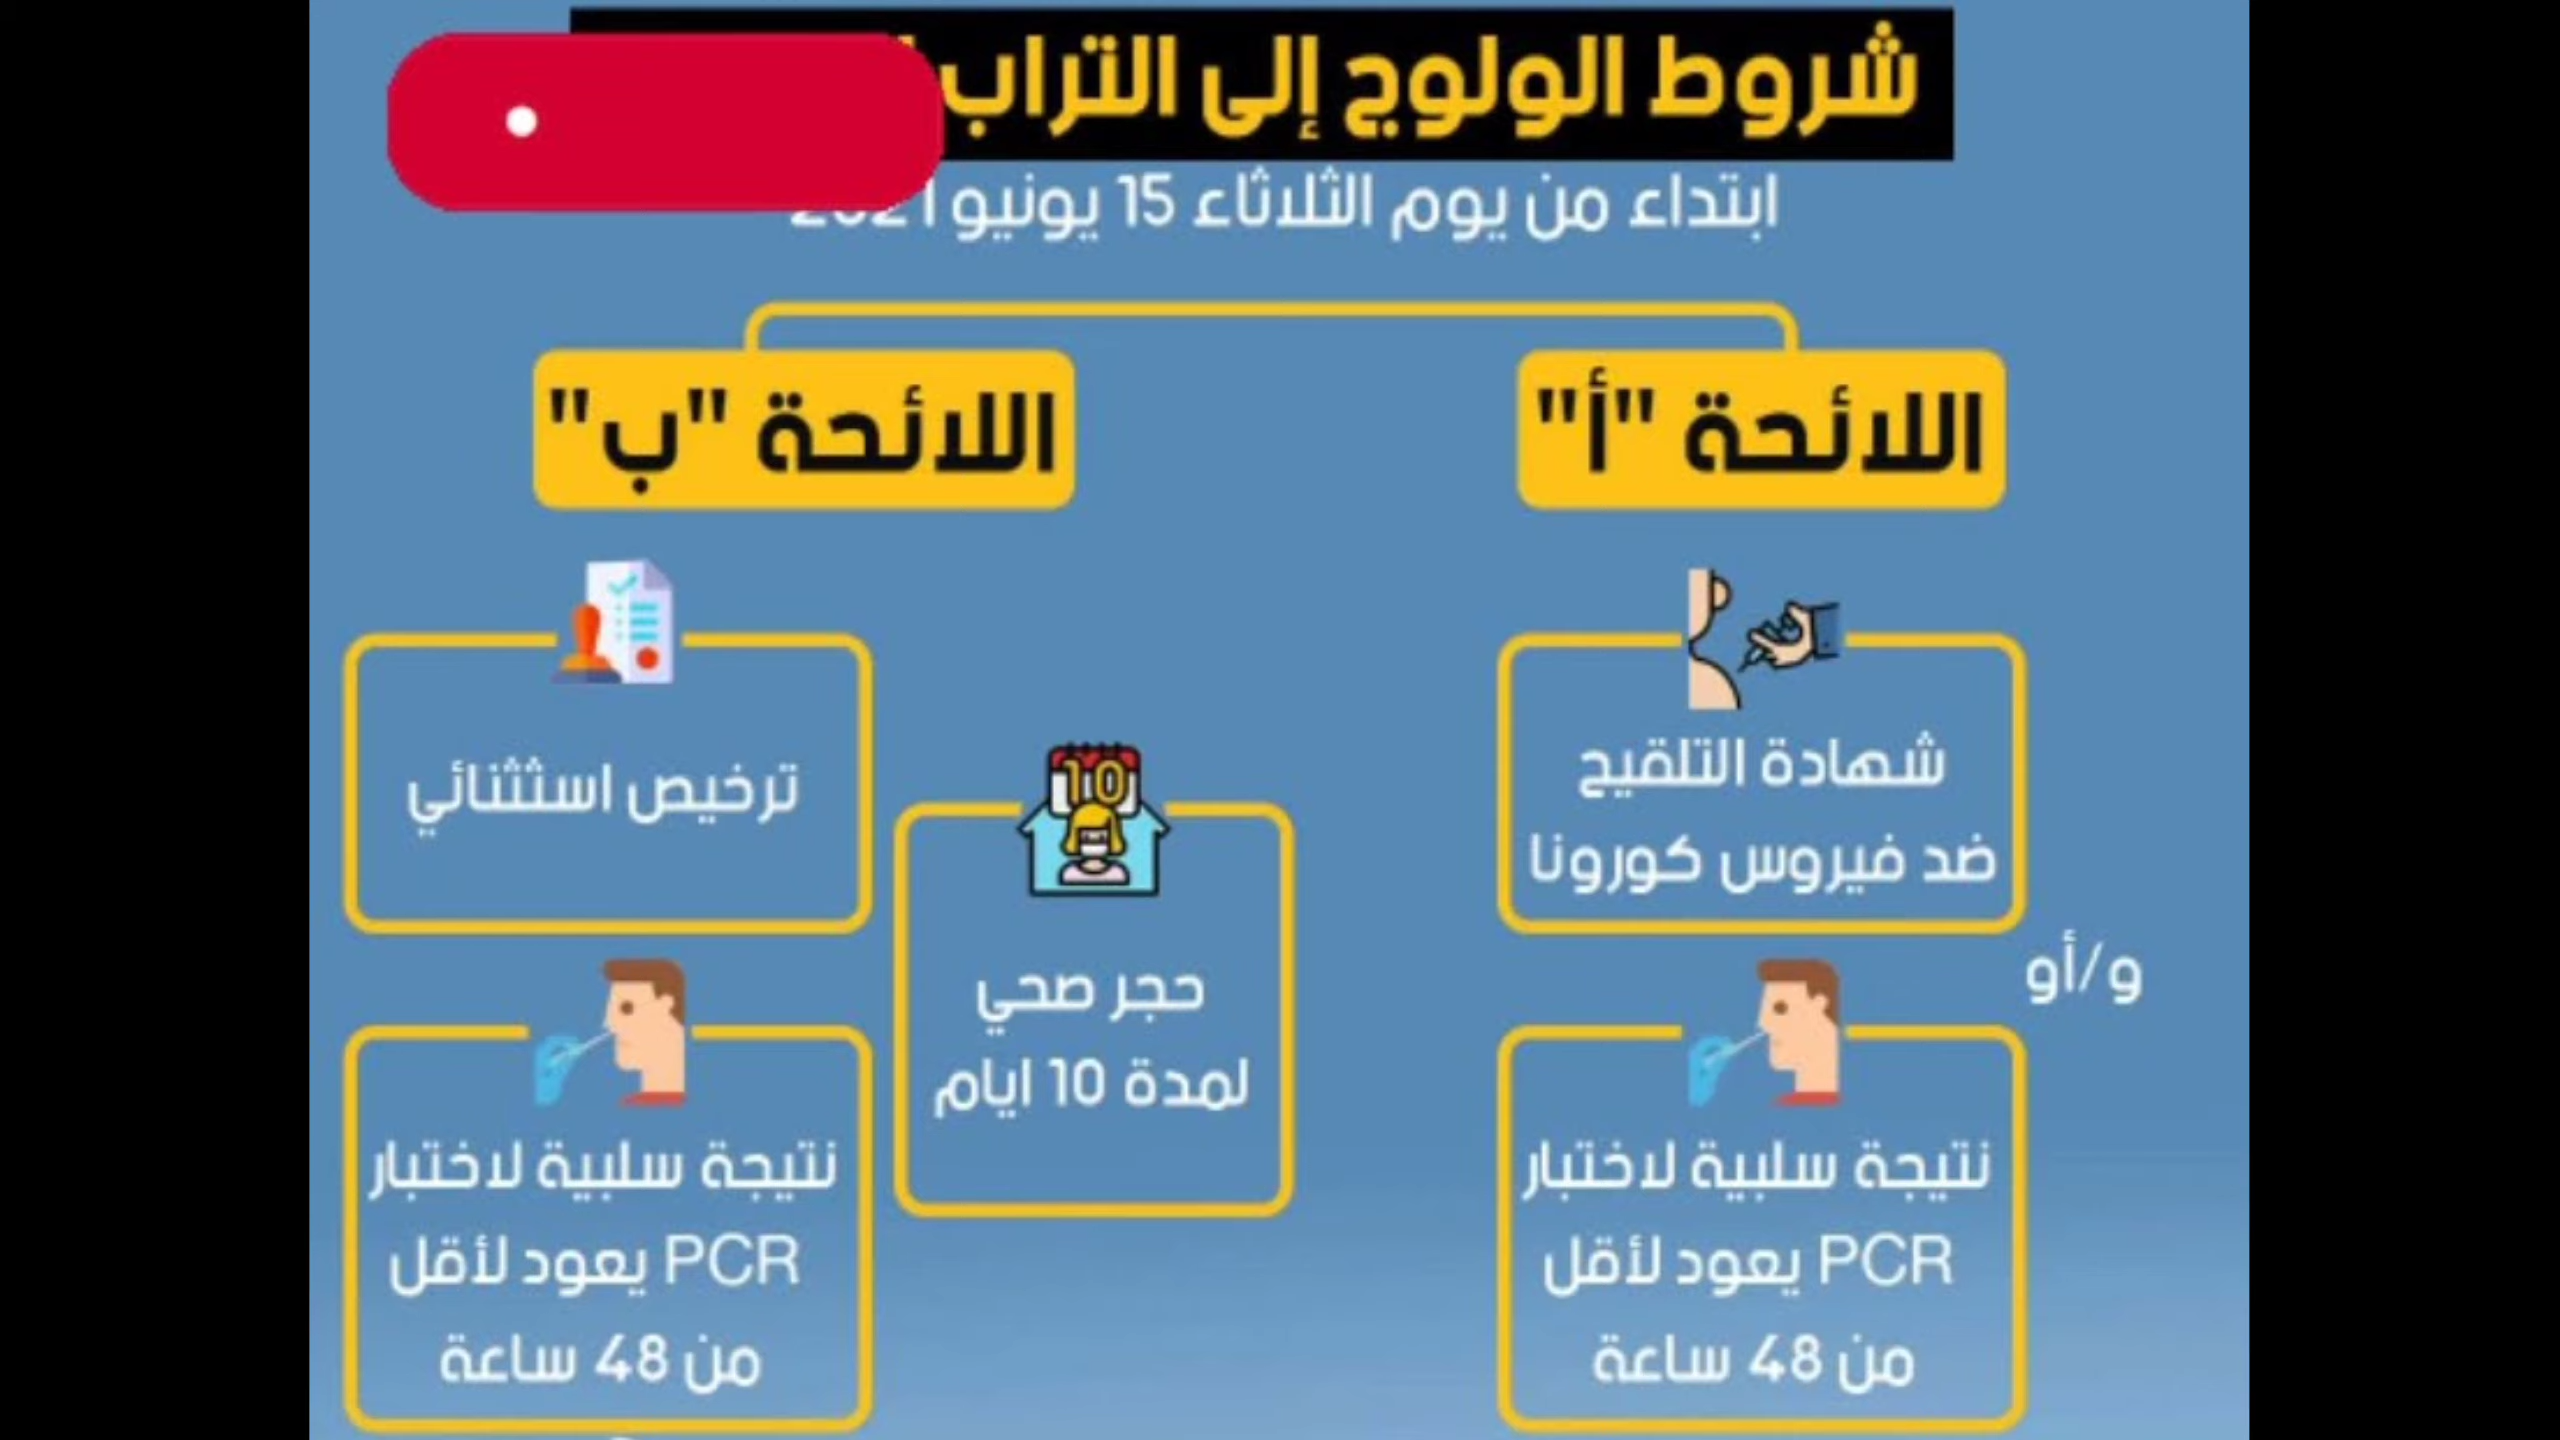 شروط الولوج إلى التراب
ابتداء من يوم الثلاثاء 15 يونيو 2021
اللائحة "أ"
شهادة التلقيح
ضد فيروس كورونا
و/أو
نتيجة سلبية لاختبار
PCR يعود لأقل
من 48 ساعة
اللائحة "ب"
10
حجر صحي
لمدة 10 ايام
ترخيص استثنائي
نتيجة سلبية لاختبار
PCR يعود لأقل
من 48 ساعة